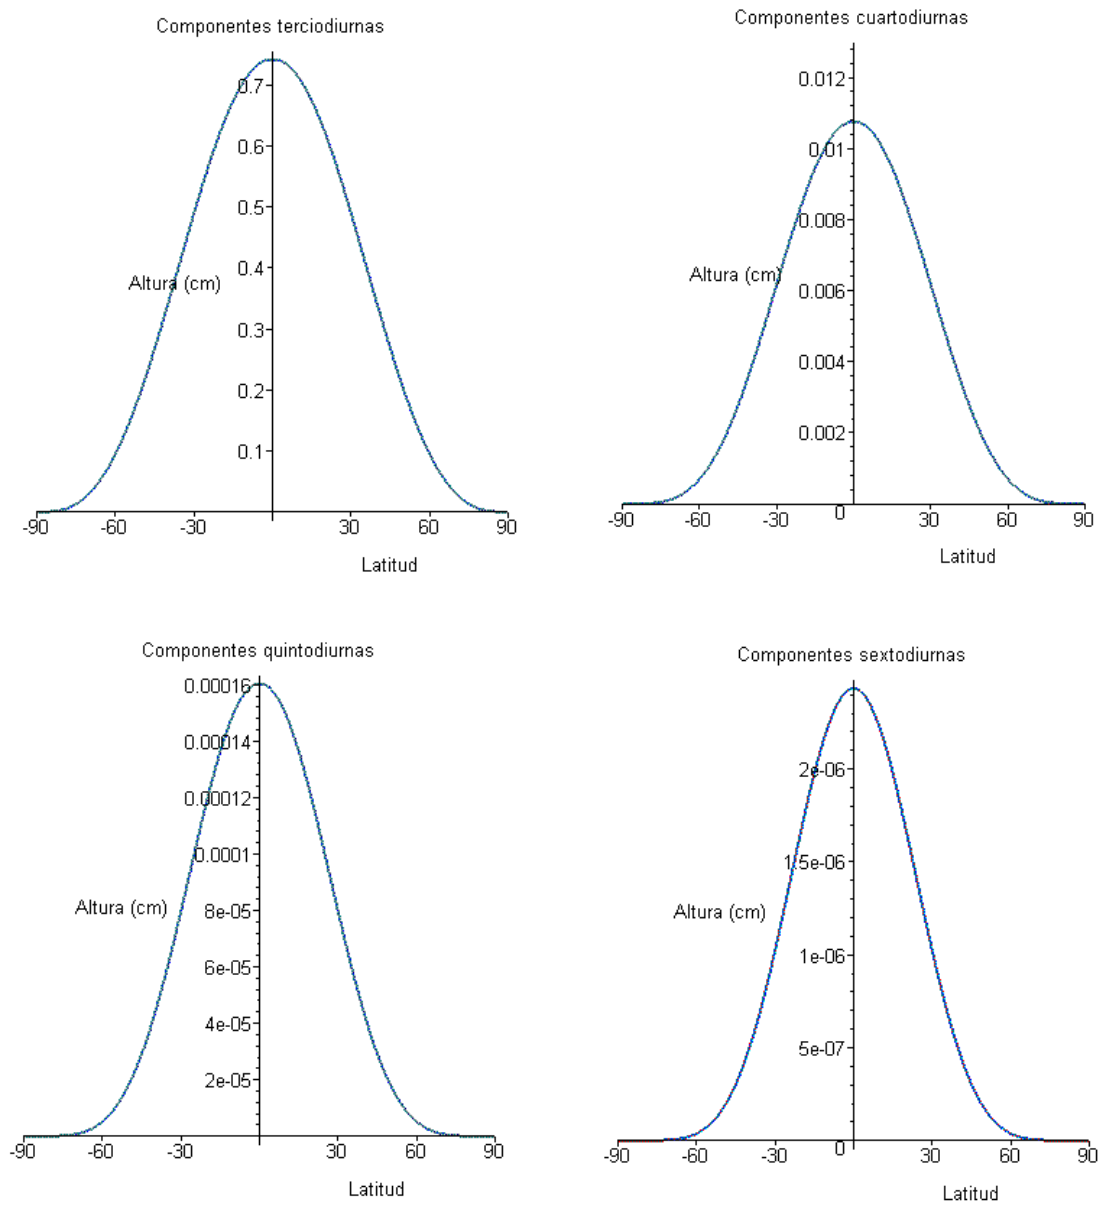 Componentes terciodiurnas
0.7
0.6
0.5
0.4
Altura (cm)
0.3
0.2
0.1
-90 -60 -30 30 60 90
Latitud
Componentes cuartodiurnas
0.012
0.01
0.008
Altura (cm)
0.006
0.004
0.002
-90 -60 -30 0 30 60 90
Latitud
Componentes quintodiurnas
0.00016
0.00014
0.00012
0.0001
Altura (cm)
8e-05
6e-05
4e-05
2e-05
-90 -60 -30 30 60 90
Latitud
Componentes sextodiurnas
2e-06
1.5e-06
Altura (cm)
1e-06
5e-07
-90 -60 -30 0 30 60 90
Latitud